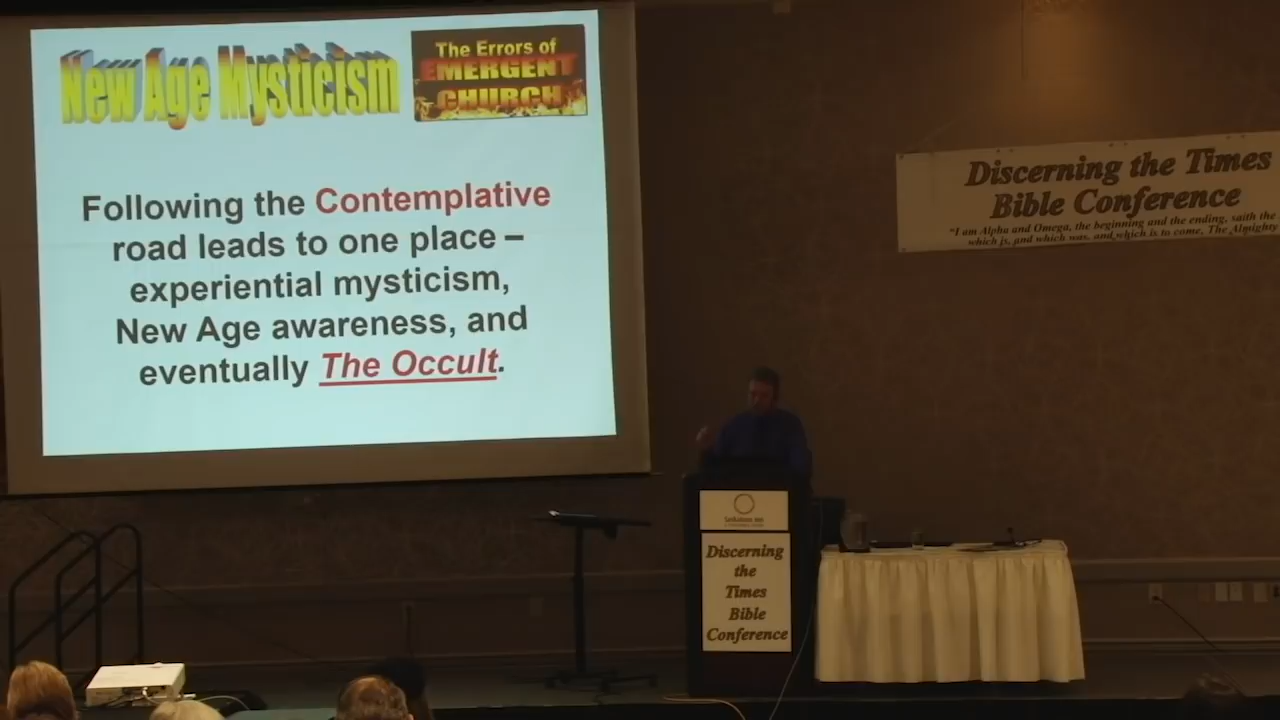 New Age Mysticism
The Errors of
EMERGENT
CHURCH
Following the Contemplative
road leads to one place –
experiential mysticism,
New Age awareness, and
eventually The Occult.
Discerning the Times
Bible Conference
"I am Alpha and Omega, the beginning and the ending, saith the
which is, and which was, and which is to come, The Almighty
Discerning
the
Times
Bible
Conference